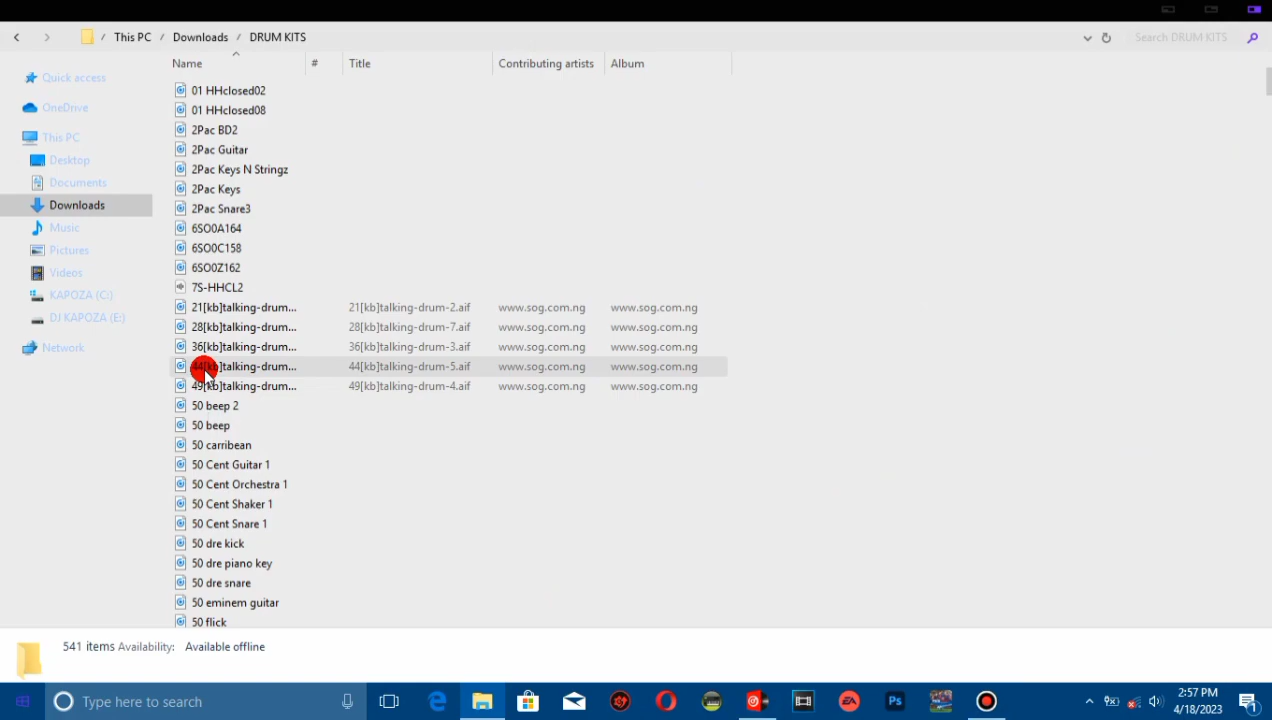 This PC / Downloads / DRUM KITS Search DRUM KITS
Name # Title Contributing artists Album
Quick access
OneDrive
This PC
Desktop
Documents
Downloads
Music
Pictures
Videos
KAPOZA (C:)
DJ KAPOZA (E:)
Network
01 HHclosed02
01 HHclosed08
2Pac BD2
2Pac Guitar
2Pac Keys N Stringz
2Pac Keys
2Pac Snare3
6SO0A164
6SO0C158
6SO0Z162
7S-HHCL2
21[kb]talking-drum... 21[kb]talking-drum-2.aif www.sog.com.ng www.sog.com.ng
28[kb]talking-drum... 28[kb]talking-drum-7.aif www.sog.com.ng www.sog.com.ng
36[kb]talking-drum... 36[kb]talking-drum-3.aif www.sog.com.ng www.sog.com.ng
44[kb]talking-drum... 44[kb]talking-drum-5.aif www.sog.com.ng www.sog.com.ng
49[kb]talking-drum... 49[kb]talking-drum-4.aif www.sog.com.ng www.sog.com.ng
50 beep 2
50 beep
50 carribean
50 Cent Guitar 1
50 Cent Orchestra 1
50 Cent Shaker 1
50 Cent Snare 1
50 dre kick
50 dre piano key
50 dre snare
50 eminem guitar
50 flick
541 items Availability: Available offline
Type here to search
EA
Ps
2:57 PM
4/18/2023
1